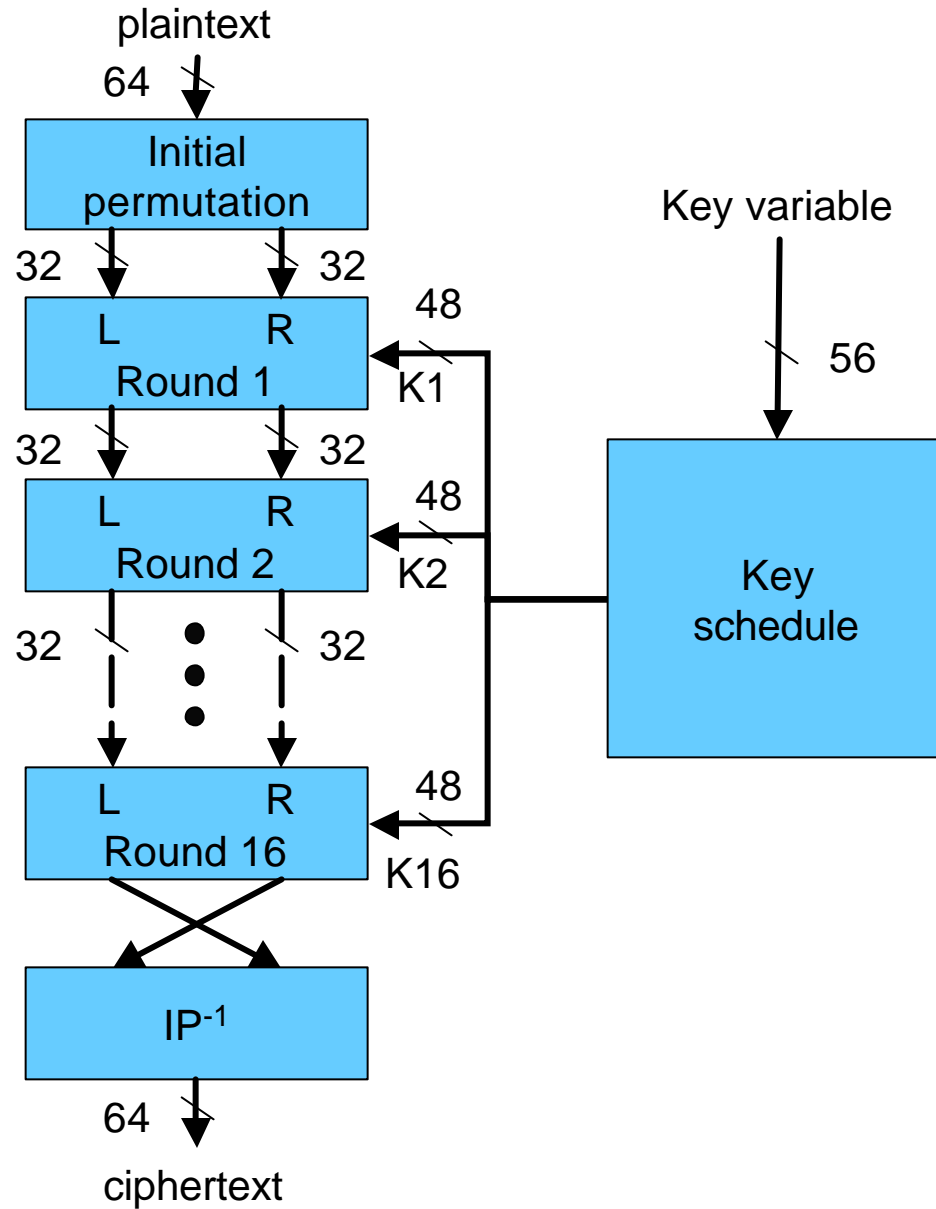 plaintext
64
Initial
permutation
Key variable
32 32
48
L R
56
Round 1
K1
32 32
48
L R
Round 2
K2
Key
schedule
32 32
48
L R
Round 16
K16
IP⁻¹
64
ciphertext